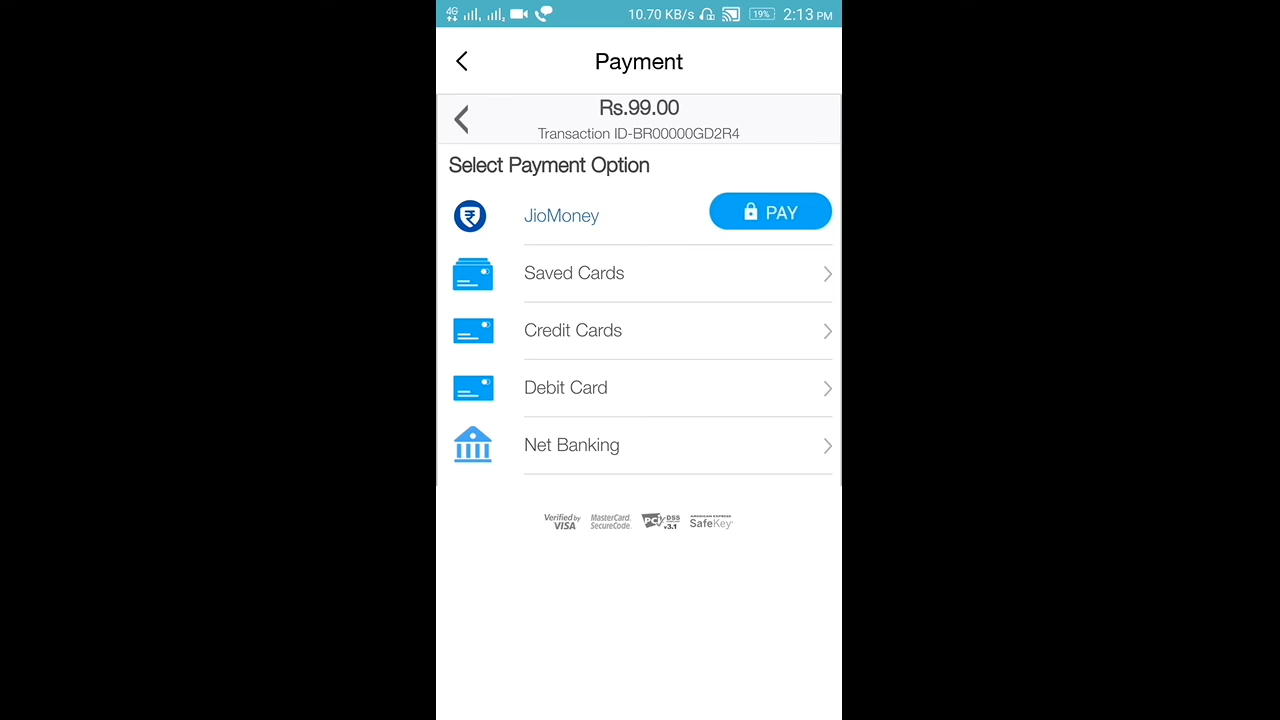 4G 10.70 KB/s 19% 2:13 PM
Payment
Rs.99.00
Transaction ID-BR00000GD2R4
Select Payment Option
JioMoney PAY
Saved Cards
Credit Cards
Debit Card
Net Banking
Verified by MasterCard. PCI DSS AMERICAN EXPRESS
VISA SecureCode. v3.1 SafeKey